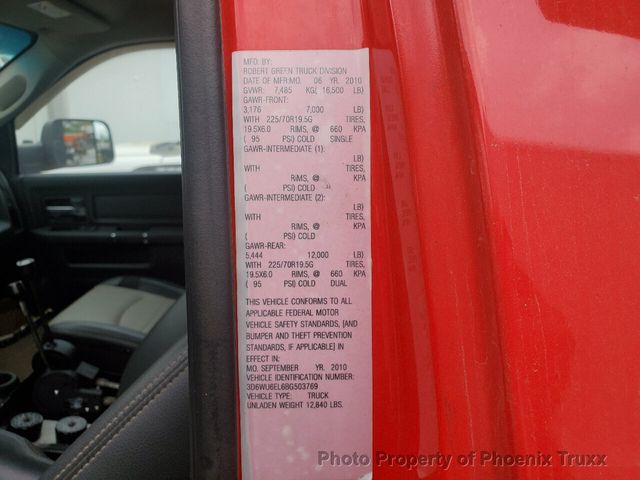 MFG. BY:
ROBERT GREEN TRUCK DIVISION
DATE OF MFR:MO. 06 YR. 2010
GVWR: 7,485 KG( 16,500 LB)
GAWR-FRONT:
3,176 7,000 LB)
WITH 225/70R19.5G TIRES,
19.5X6.0 RIMS, @ 660 KPA
( 95 PSI) COLD SINGLE
GAWR-INTERMEDIATE (1):
LB)
WITH TIRES,
RIMS, @ KPA
( PSI) COLD
GAWR-INTERMEDIATE (2):
LB)
WITH TIRES,
RIMS, @ KPA
( PSI) COLD
GAWR-REAR:
5,444 12,000 LB)
WITH 225/70R19.5G TIRES,
19.5X6.0 RIMS, @ 660 KPA
( 95 PSI) COLD DUAL
THIS VEHICLE CONFORMS TO ALL
APPLICABLE FEDERAL MOTOR
VEHICLE SAFETY STANDARDS, [AND
BUMPER AND THEFT PREVENTION
STANDARDS, IF APPLICABLE] IN
EFFECT IN:
MO. SEPTEMBER YR. 2010
VEHICLE IDENTIFICATION NUMBER:
3D6WU6EL6BG503769
VEHICLE TYPE: TRUCK
UNLADEN WEIGHT 12,840 LBS.
Photo Property of Phoenix Truxx